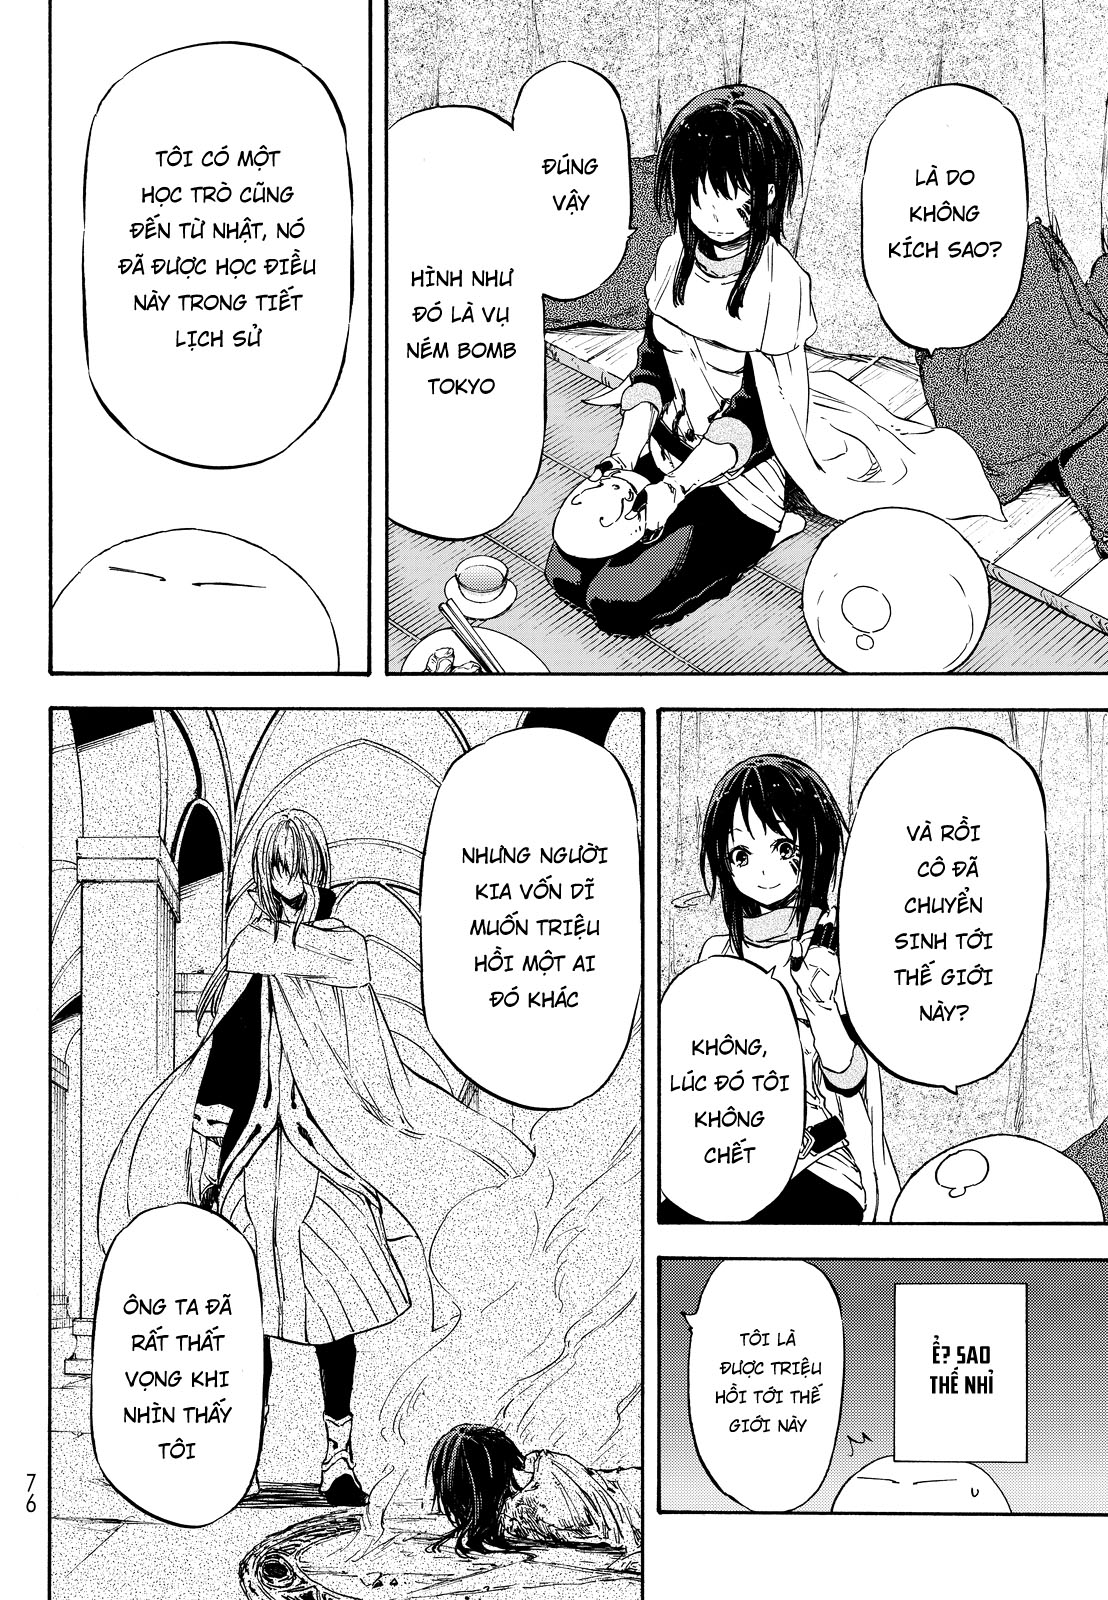 LÀ DO
KHÔNG
KÍCH SAO?
ĐÚNG
VẬY
HÌNH NHƯ
ĐÓ LÀ VỤ
NÉM BOMB
TOKYO
TÔI CÓ MỘT
HỌC TRÒ CŨNG
ĐẾN TỪ NHẬT, NÓ
ĐÃ ĐƯỢC HỌC ĐIỀU
NÀY TRONG TIẾT
LỊCH SỬ
VÀ RỒI
CÔ ĐÃ
CHUYỂN
SINH TỚI
THẾ GIỚI
NÀY?
KHÔNG,
LÚC ĐÓ TÔI
KHÔNG
CHẾT
Ể? SAO
THẾ NHỈ
TÔI LÀ
ĐƯỢC TRIỆU
HỒI TỚI THẾ
GIỚI NÀY
NHƯNG NGƯỜI
KIA VỐN DĨ
MUỐN TRIỆU
HỒI MỘT AI
ĐÓ KHÁC
ÔNG TA ĐÃ
RẤT THẤT
VỌNG KHI
NHÌN THẤY
TÔI
76